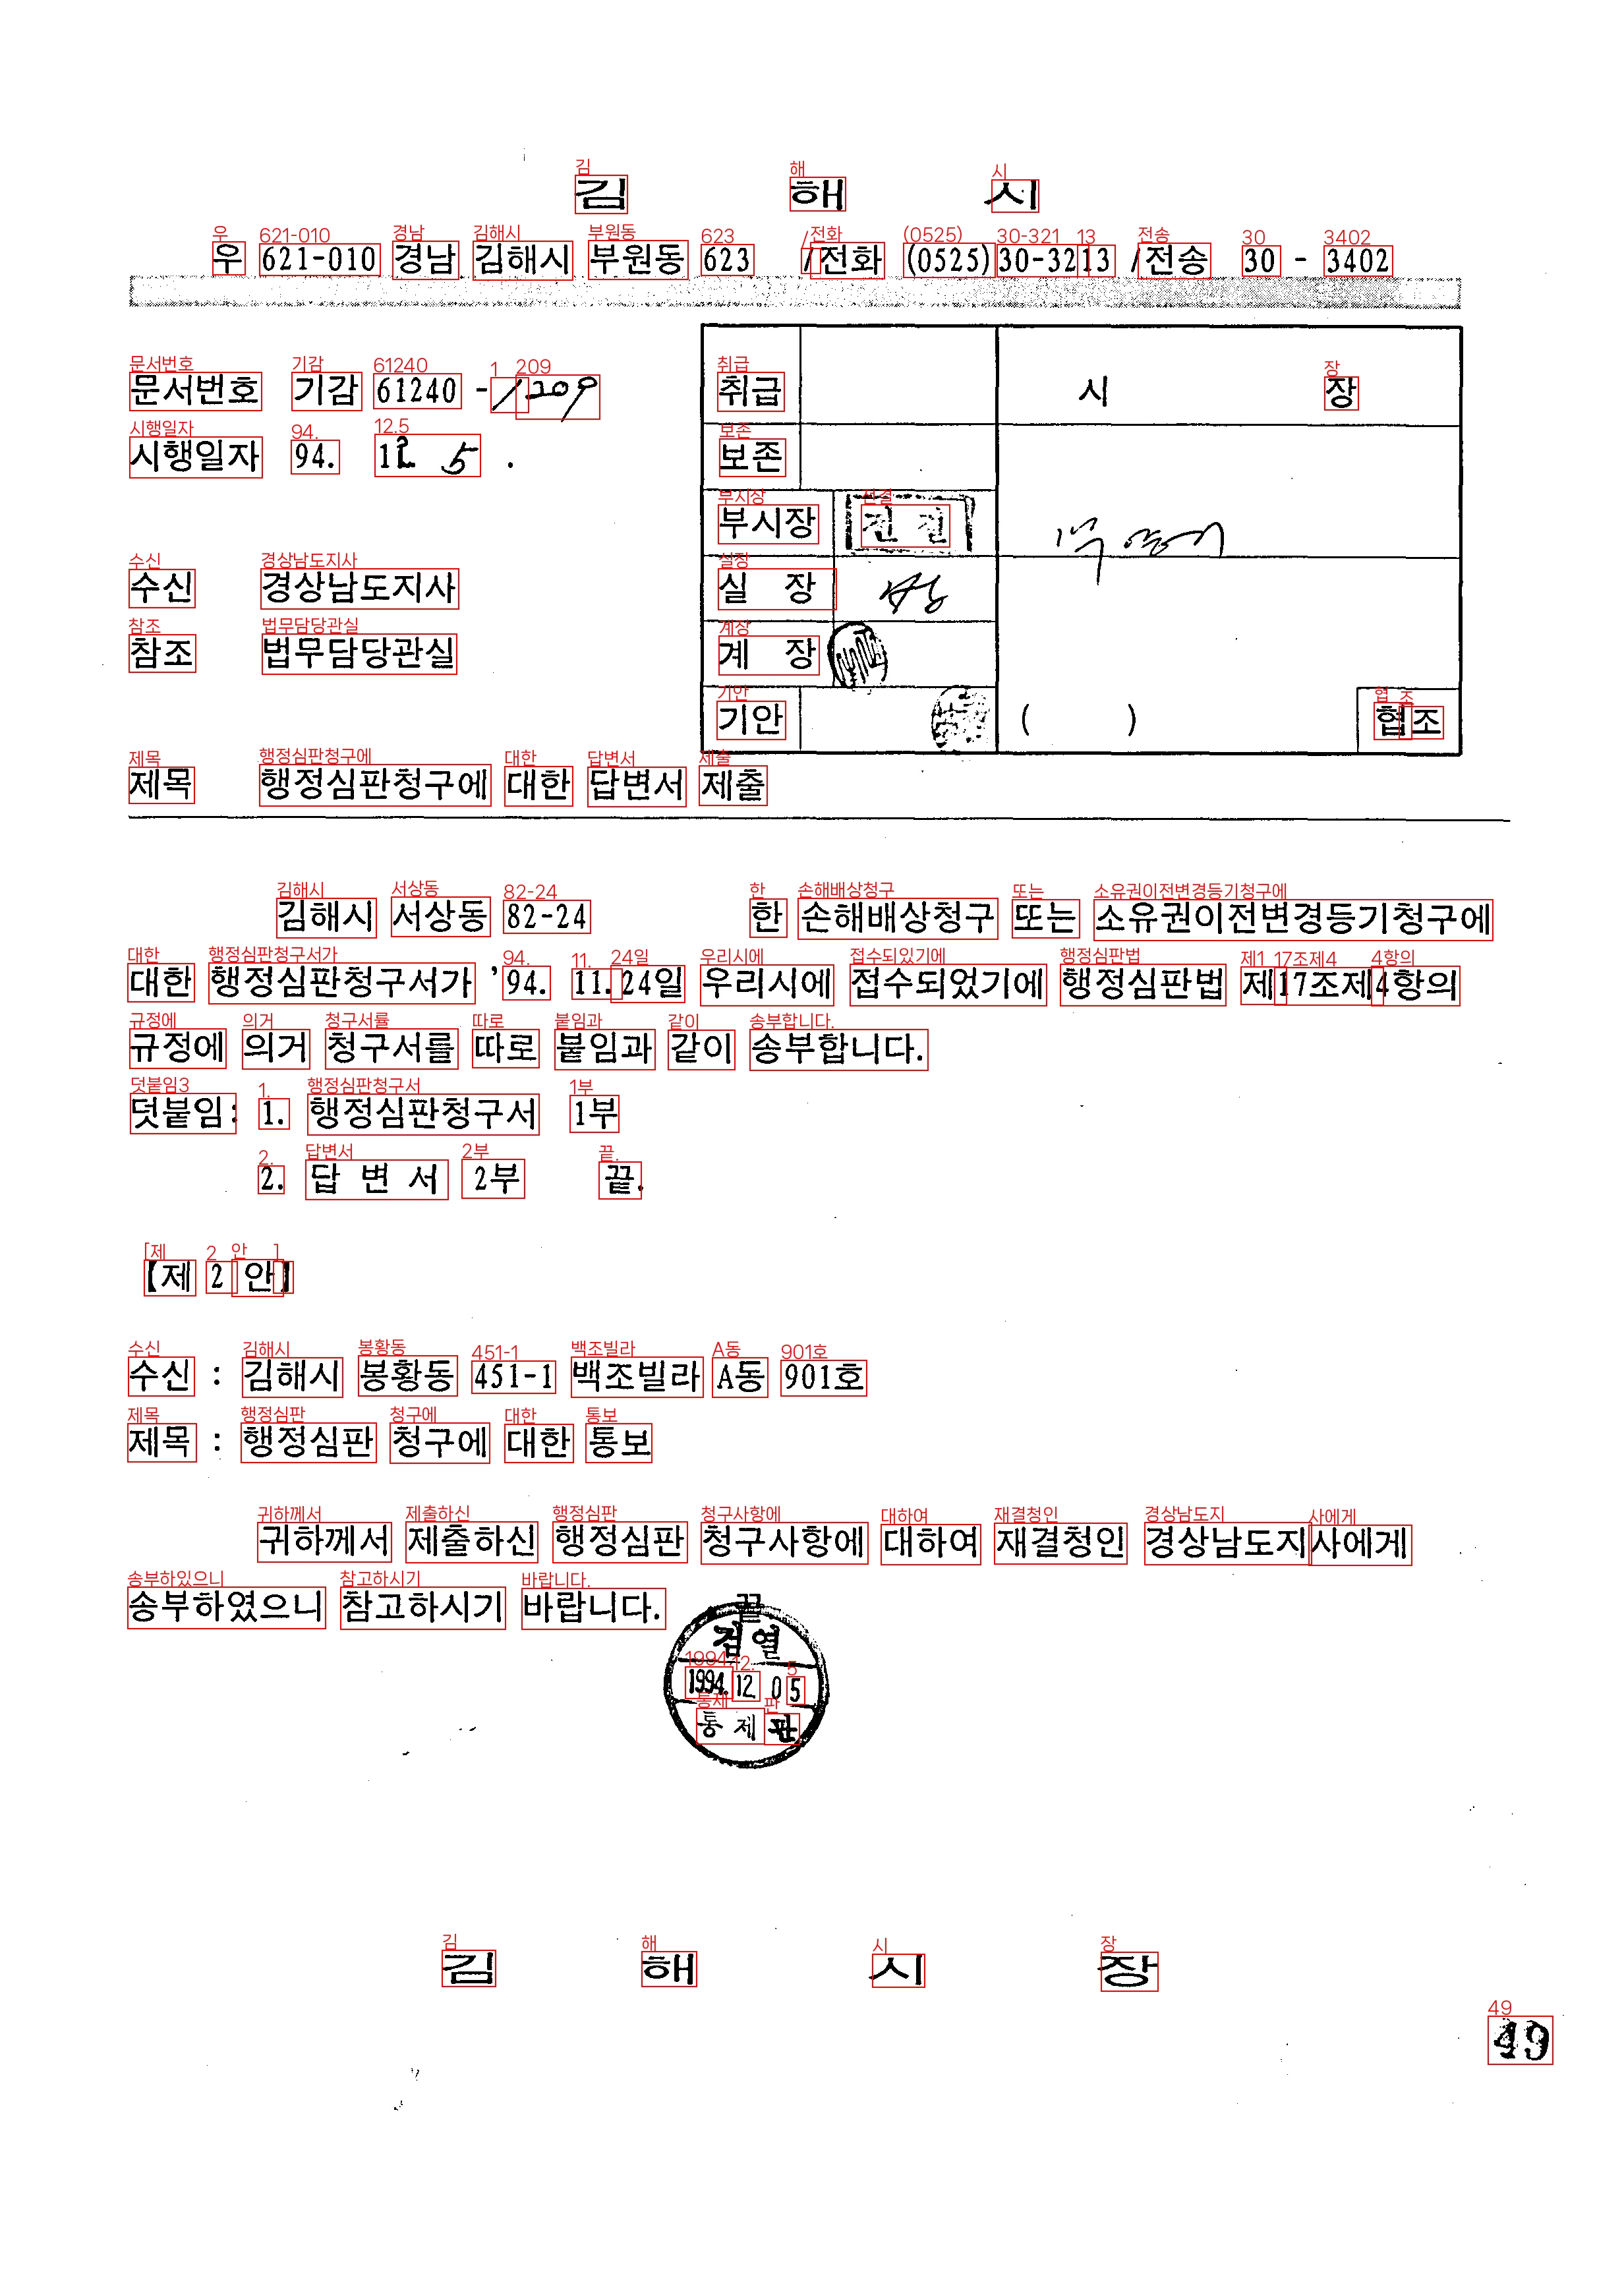 김 해 시
우 621-010 경남 김해시 부원동 623 /전화 (0525)30-3213 /전송 30 - 3402
문서번호 기감 61240 - 1209
시행일자 94. 12. 5 .
수신 경상남도지사
참조 법무담당관실
취급 시 장
보존
부시장 전결
실 장
계 장
기안 ( ) 협조
제목 행정심판청구에 대한 답변서 제출
김해시 서상동 82-24 한 손해배상청구 또는 소유권이전변경등기청구에
대한 행정심판청구서가 '94. 11. 24일 우리시에 접수되었기에 행정심판법 제17조제4항의
규정에 의거 청구서를 따로 붙임과 같이 송부합니다.
덧붙임: 1. 행정심판청구서 1부
2. 답 변 서 2부 끝.
【제 2 안】
수신 : 김해시 봉황동 451-1 백조빌라 A동 901호
제목 : 행정심판 청구에 대한 통보
귀하께서 제출하신 행정심판 청구사항에 대하여 재결청인 경상남도지사에게
송부하였으니 참고하시기 바랍니다. 끝
검열
1994. 12. 05
통제관
김 해 시 장
49